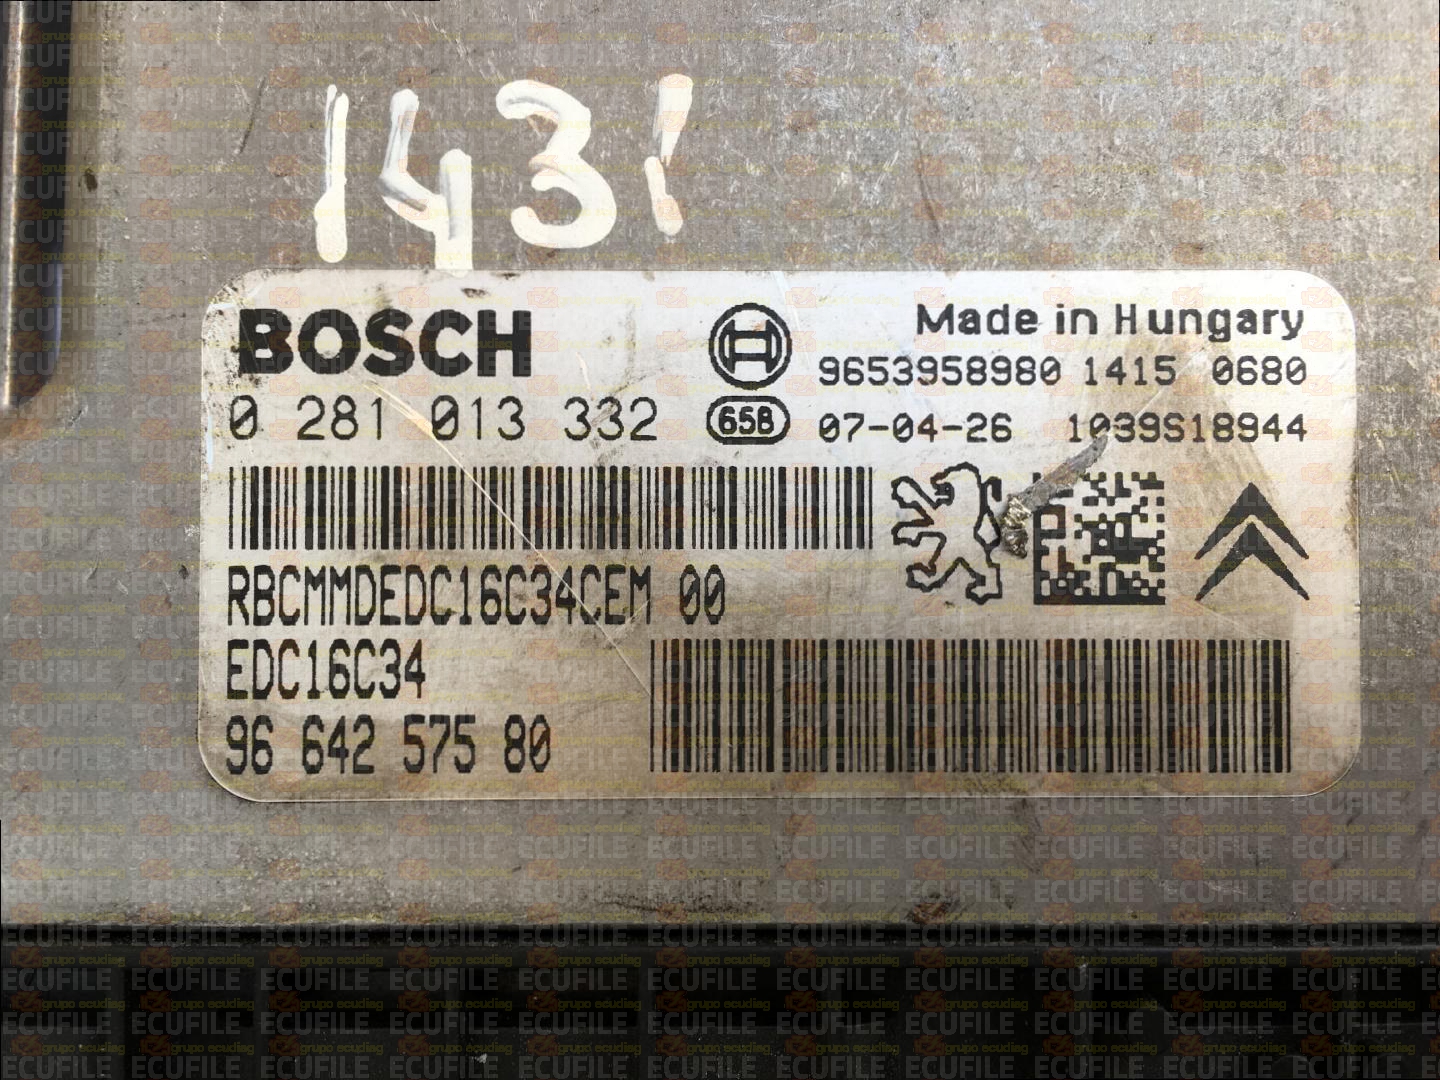 1431
BOSCH
Made in Hungary
9653958980 1415 0680
0 281 013 332
65B
07-04-26 1039S18944
RBCMMDEDC16C34CEM 00
EDC16C34
96 642 575 80
ECUFILE
grupo ecudiag